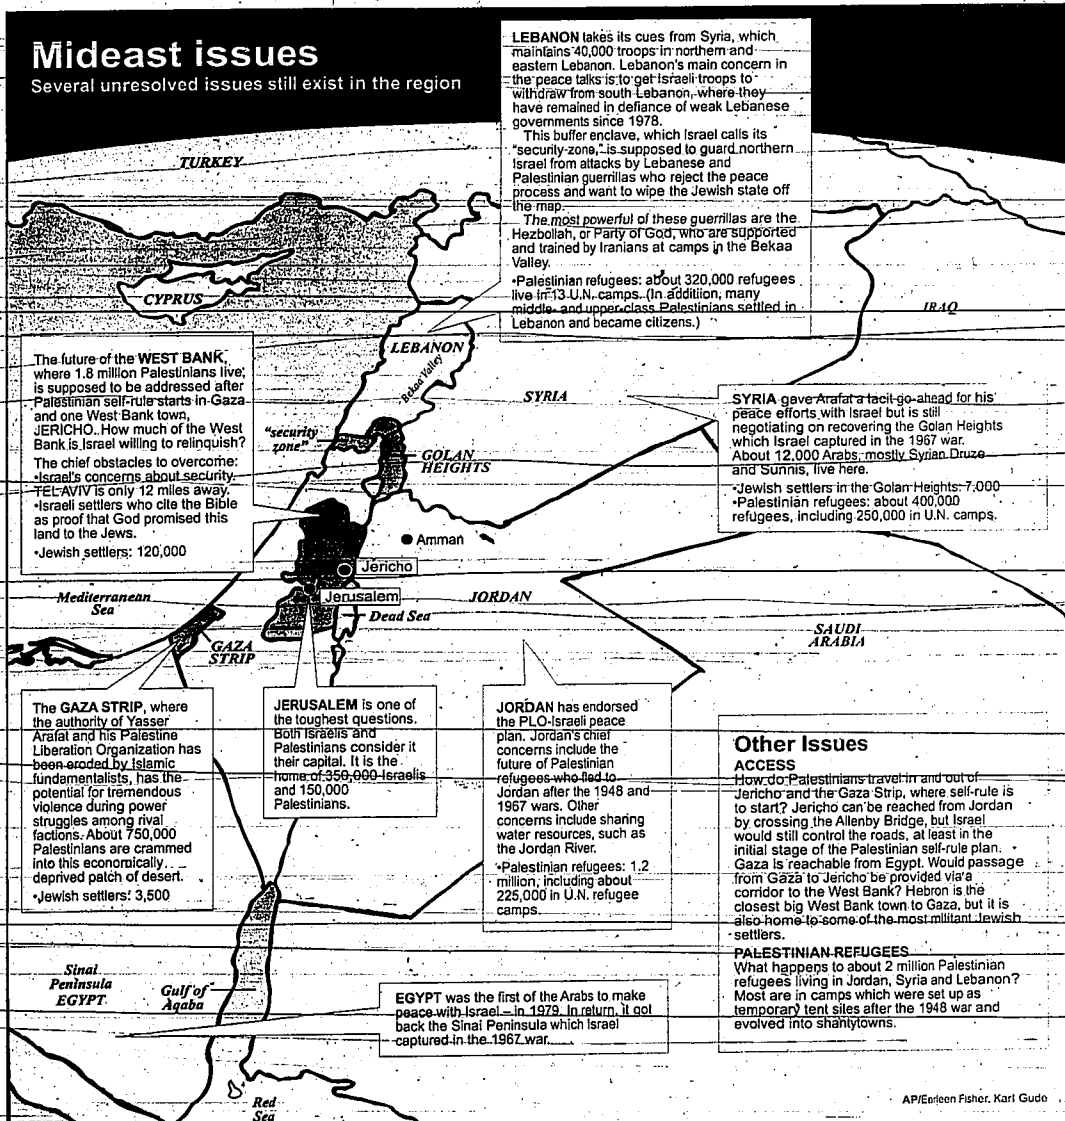 Mideast issues
Several unresolved issues still exist in the region
LEBANON takes its cues from Syria, which
maintains 40,000 troops in northern and
eastern Lebanon. Lebanon's main concern in
the peace talks is to get Israeli troops to
withdraw from south Lebanon, where they
have remained in defiance of weak Lebanese
governments since 1978.
This buffer enclave, which Israel calls its
"security zone," is supposed to guard northern
Israel from attacks by Lebanese and
Palestinian guerrillas who reject the peace
process and want to wipe the Jewish state off
the map.
The most powerful of these guerrillas are the
Hezbollah, or Party of God, who are supported
and trained by Iranians at camps in the Bekaa
Valley.
•Palestinian refugees: about 320,000 refugees
live in 13 U.N. camps. (In addition, many
middle- and upper-class Palestinians settled in
Lebanon and became citizens.)
TURKEY
CYPRUS
IRAQ
LEBANON
Bekaa Valley
SYRIA
"security
zone"
GOLAN
HEIGHTS
The future of the WEST BANK,
where 1.8 million Palestinians live,
is supposed to be addressed after
Palestinian self-rule starts in Gaza
and one West Bank town,
JERICHO. How much of the West
Bank is Israel willing to relinquish?
The chief obstacles to overcome:
•Israel's concerns about security.
TEL AVIV is only 12 miles away.
•Israeli settlers who cite the Bible
as proof that God promised this
land to the Jews.
•Jewish settlers: 120,000
SYRIA gave Arafat a tacit go-ahead for his
peace efforts with Israel but is still
negotiating on recovering the Golan Heights
which Israel captured in the 1967 war.
About 12,000 Arabs, mostly Syrian Druze
and Sunnis, live here.
•Jewish settlers in the Golan Heights: 7,000
•Palestinian refugees: about 400,000
refugees, including 250,000 in U.N. camps.
Amman
Jericho
Jerusalem
Mediterranean
Sea
JORDAN
Dead Sea
GAZA
STRIP
SAUDI
ARABIA
The GAZA STRIP, where
the authority of Yasser
Arafat and his Palestine
Liberation Organization has
been eroded by Islamic
fundamentalists, has the
potential for tremendous
violence during power
struggles among rival
factions. About 750,000
Palestinians are crammed
into this economically
deprived patch of desert.
•Jewish settlers: 3,500
JERUSALEM is one of
the toughest questions.
Both Israelis and
Palestinians consider it
their capital. It is the
home of 350,000 Israelis
and 150,000
Palestinians.
JORDAN has endorsed
the PLO-Israeli peace
plan. Jordan's chief
concerns include the
future of Palestinian
refugees who fled to
Jordan after the 1948 and
1967 wars. Other
concerns include sharing
water resources, such as
the Jordan River.
•Palestinian refugees: 1.2
million, including about
225,000 in U.N. refugee
camps.
Other Issues
ACCESS
How do Palestinians travel in and out of
Jericho and the Gaza Strip, where self-rule is
to start? Jericho can be reached from Jordan
by crossing the Allenby Bridge, but Israel
would still control the roads, at least in the
initial stage of the Palestinian self-rule plan.
Gaza is reachable from Egypt. Would passage
from Gaza to Jericho be provided via a
corridor to the West Bank? Hebron is the
closest big West Bank town to Gaza, but it is
also home to some of the most militant Jewish
settlers.
PALESTINIAN REFUGEES
What happens to about 2 million Palestinian
refugees living in Jordan, Syria and Lebanon?
Most are in camps which were set up as
temporary tent sites after the 1948 war and
evolved into shantytowns.
Sinai
Peninsula
EGYPT
Gulf of
Aqaba
EGYPT was the first of the Arabs to make
peace with Israel – in 1979. In return, it got
back the Sinai Peninsula which Israel
captured in the 1967 war.
Red
Sea
AP/Eerleen Fisher, Karl Gude